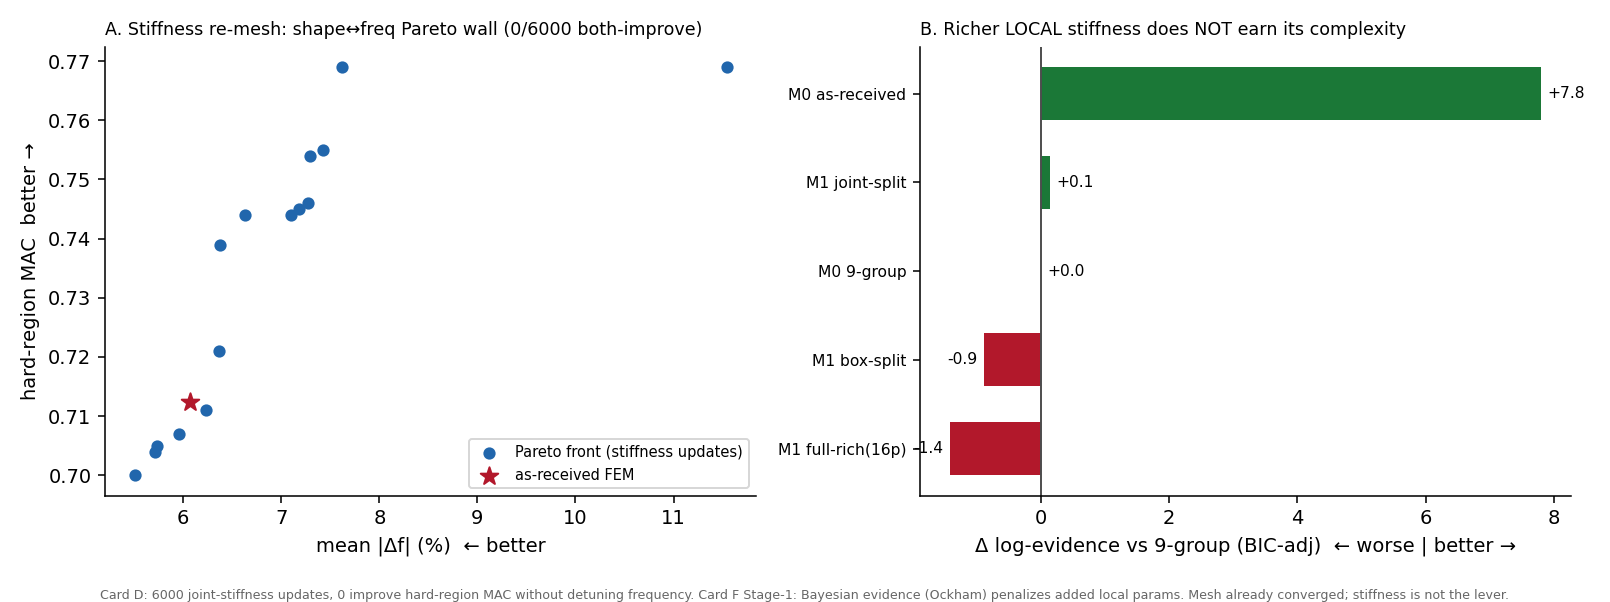 A. Stiffness re-mesh: shape↔freq Pareto wall (0/6000 both-improve)
0.77
0.76
0.75
0.74
0.73
0.72
0.71
0.70
hard-region MAC better →
6 7 8 9 10 11
mean |Δf| (%) ← better
Pareto front (stiffness updates)
as-received FEM
B. Richer LOCAL stiffness does NOT earn its complexity
M0 as-received
+7.8
M1 joint-split
+0.1
M0 9-group
+0.0
M1 box-split
-0.9
M1 full-rich(16p)
1.4
0 2 4 6 8
Δ log-evidence vs 9-group (BIC-adj) ← worse | better →
Card D: 6000 joint-stiffness updates, 0 improve hard-region MAC without detuning frequency. Card F Stage-1: Bayesian evidence (Ockham) penalizes added local params. Mesh already converged; stiffness is not the lever.